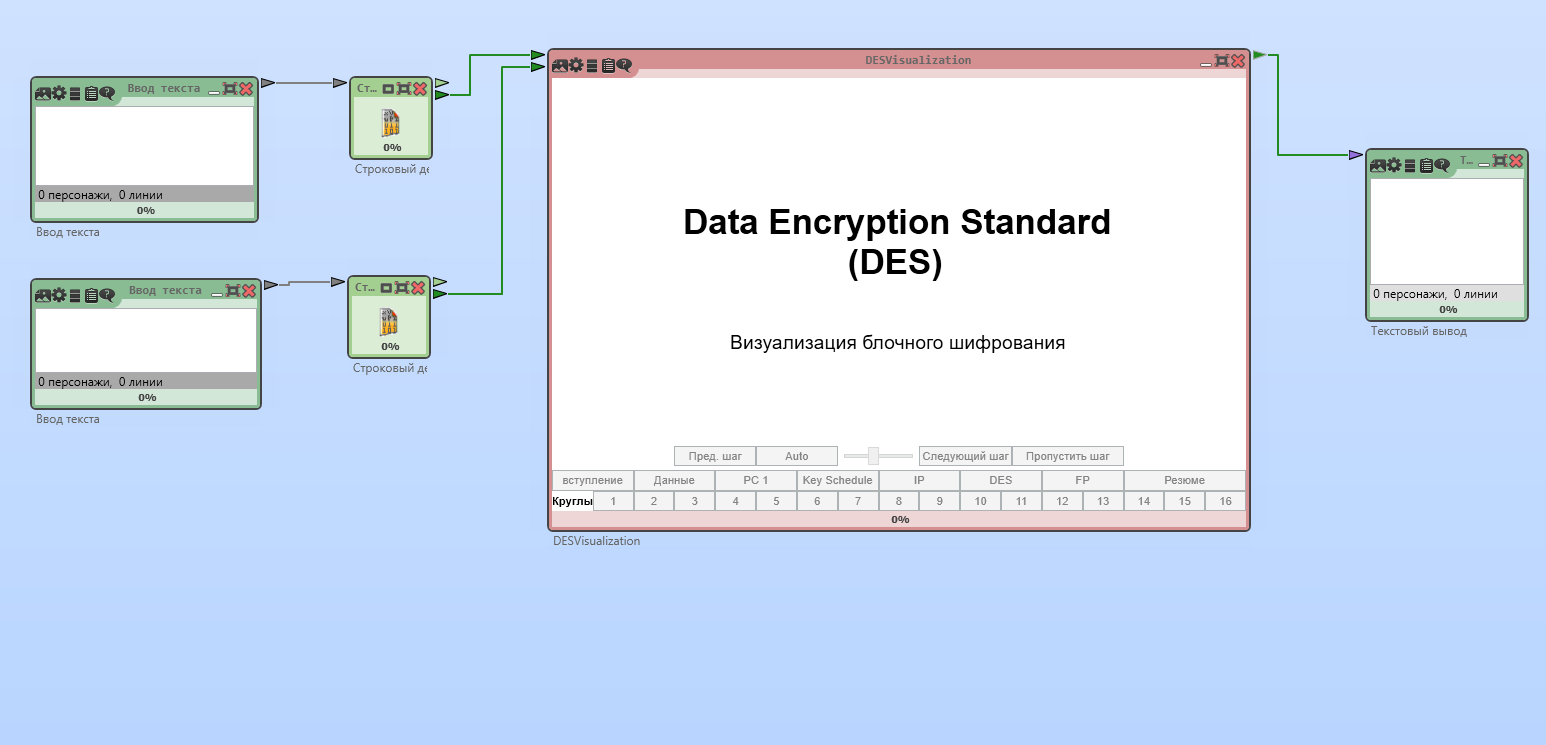 Ввод текста
0 персонажи, 0 линии
0%
Ввод текста
Ст...
0%
Строковый де
Ввод текста
0 персонажи, 0 линии
0%
Ввод текста
Ст...
0%
Строковый де
DESVisualization
Data Encryption Standard
(DES)
Визуализация блочного шифрования
Пред. шаг Auto Следующий шаг Пропустить шаг
вступление Данные PC 1 Key Schedule IP DES FP Резюме
Круглы 1 2 3 4 5 6 7 8 9 10 11 12 13 14 15 16
0%
DESVisualization
Т...
0 персонажи, 0 линии
0%
Текстовый вывод